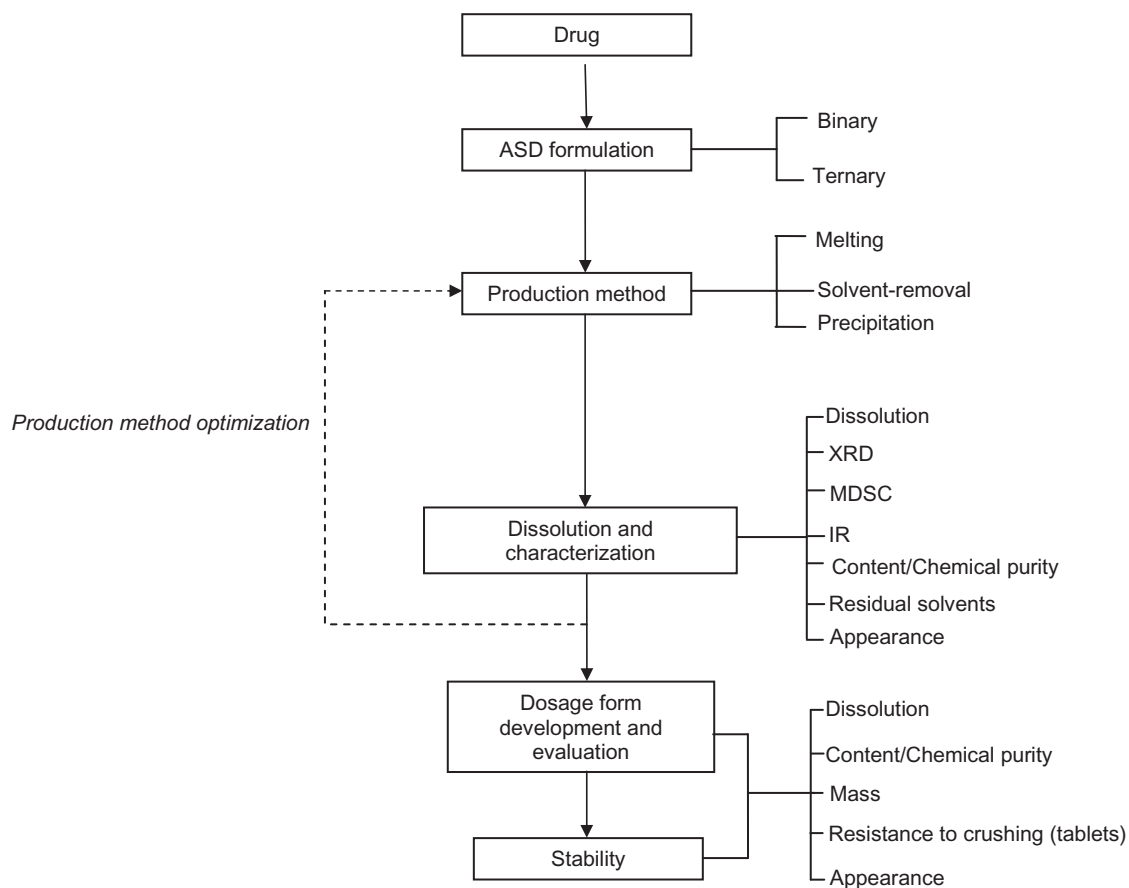 Drug
ASD formulation
Binary
Ternary
Production method
Melting
Solvent-removal
Precipitation
Production method optimization
Dissolution and
characterization
Dissolution
XRD
MDSC
IR
Content/Chemical purity
Residual solvents
Appearance
Dosage form
development and
evaluation
Stability
Dissolution
Content/Chemical purity
Mass
Resistance to crushing (tablets)
Appearance